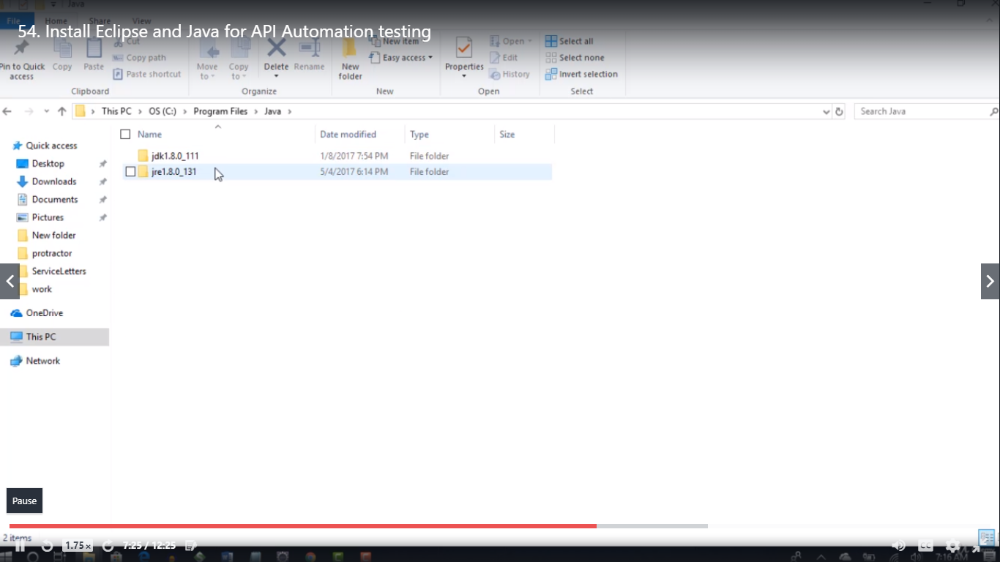 Java
File Home Share View
54. Install Eclipse and Java for API Automation testing
Pin to Quick access
Copy
Paste
Cut
Copy path
Paste shortcut
Clipboard
Move to
Copy to
Delete
Rename
Organize
New folder
New item
Easy access
New
Properties
Open
Edit
History
Open
Select all
Select none
Invert selection
Select
This PC › OS (C:) › Program Files › Java ›
Search Java
Name Date modified Type Size
jdk1.8.0_111 1/8/2017 7:54 PM File folder
jre1.8.0_131 5/4/2017 6:14 PM File folder
Quick access
Desktop
Downloads
Documents
Pictures
New folder
protractor
ServiceLetters
work
OneDrive
This PC
Network
Pause
2 items
1.75x 7:25 / 12:25 CC
7:16 AM